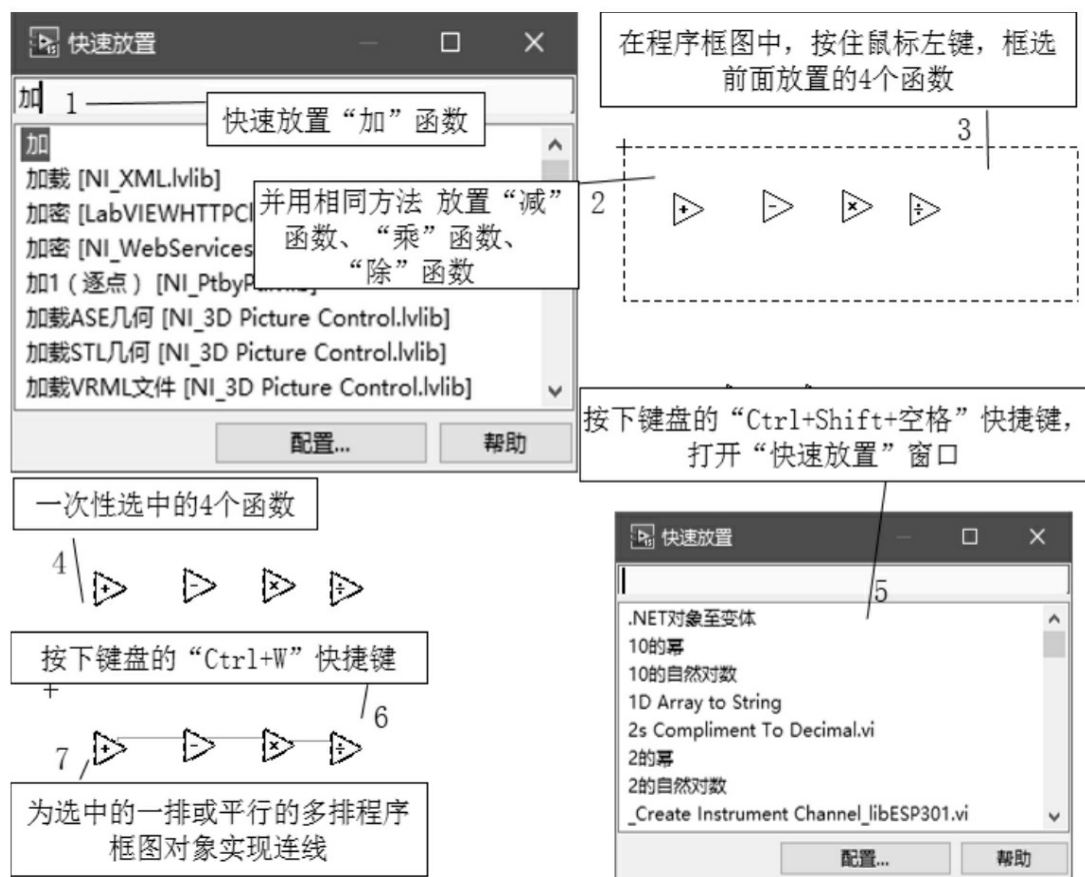 快速放置
加
1
快速放置“加”函数
加
加载 [NI_XML.lvlib]
加密 [LabVIEWHTTPCl
加密 [NI_WebServices
加1（逐点） [NI_PtbyP
加载ASE几何 [NI_3D Picture Control.lvlib]
加载STL几何 [NI_3D Picture Control.lvlib]
加载VRML文件 [NI_3D Picture Control.lvlib]
配置...
帮助
并用相同方法 放置“减”
函数、“乘”函数、
“除”函数
2
在程序框图中，按住鼠标左键，框选
前面放置的4个函数
3
+ - × ÷
一次性选中的4个函数
4
+ - × ÷
按下键盘的“Ctrl+Shift+空格”快捷键，
打开“快速放置”窗口
快速放置
5
.NET对象至变体
10的幂
10的自然对数
1D Array to String
2s Compliment To Decimal.vi
2的幂
2的自然对数
_Create Instrument Channel_libESP301.vi
配置...
帮助
按下键盘的“Ctrl+W”快捷键
6
7
+ - × ÷
为选中的一排或平行的多排程序
框图对象实现连线